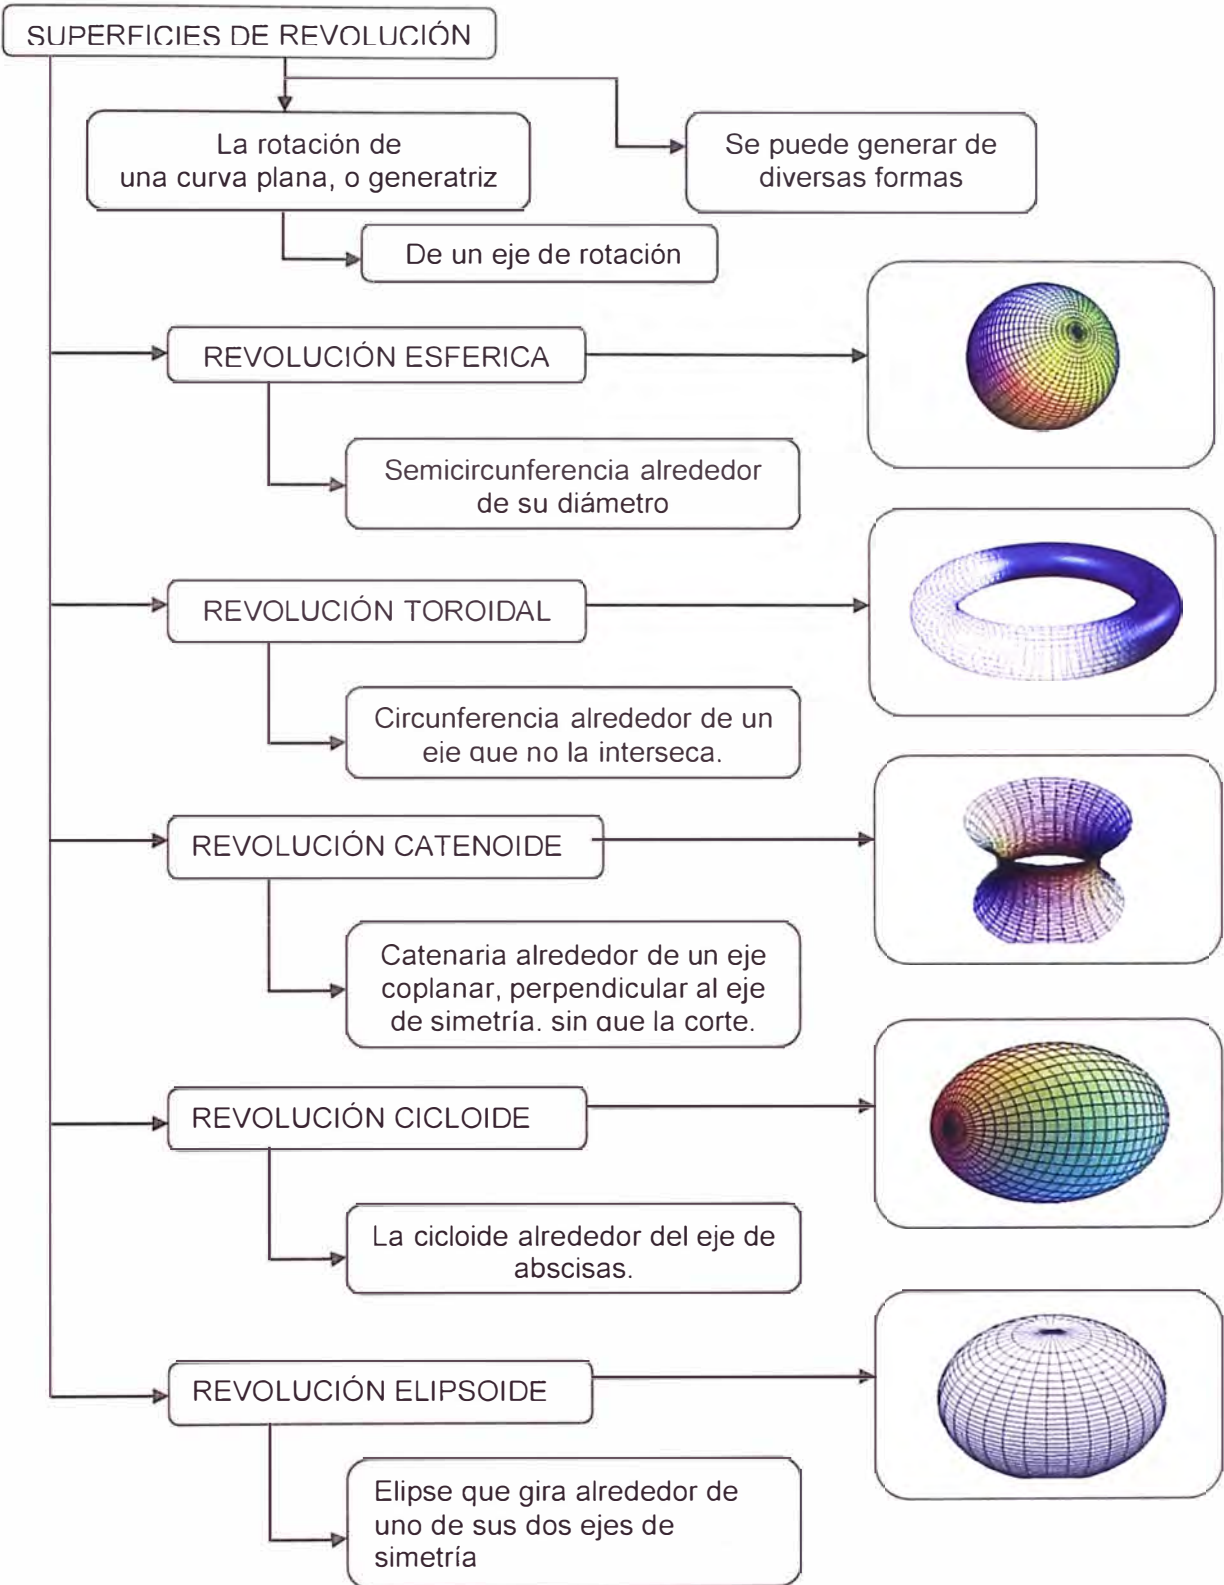 SUPERFICIES DE REVOLUCIÓN
La rotación de
una curva plana, o generatriz
Se puede generar de
diversas formas
De un eje de rotación
REVOLUCIÓN ESFERICA
Semicircunferencia alrededor
de su diámetro
REVOLUCIÓN TOROIDAL
Circunferencia alrededor de un
eje que no la interseca.
REVOLUCIÓN CATENOIDE
Catenaria alrededor de un eje
coplanar, perpendicular al eje
de simetría. sin que la corte.
REVOLUCIÓN CICLOIDE
La cicloide alrededor del eje de
abscisas.
REVOLUCIÓN ELIPSOIDE
Elipse que gira alrededor de
uno de sus dos ejes de
simetría